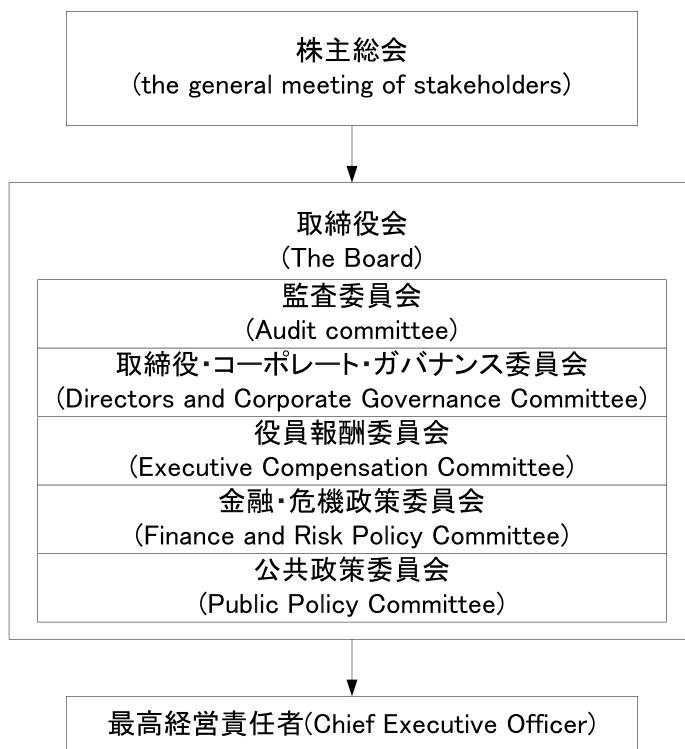 株主総会
(the general meeting of stakeholders)
取締役会
(The Board)
監査委員会
(Audit committee)
取締役・コーポレート・ガバナンス委員会
(Directors and Corporate Governance Committee)
役員報酬委員会
(Executive Compensation Committee)
金融・危機政策委員会
(Finance and Risk Policy Committee)
公共政策委員会
(Public Policy Committee)
最高経営責任者(Chief Executive Officer)